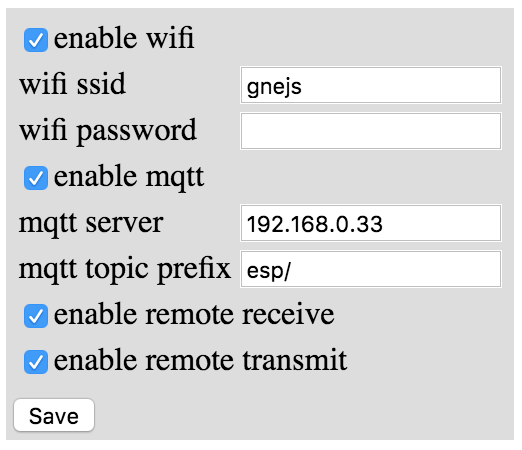 enable wifi
wifi ssid gnejs
wifi password
enable mqtt
mqtt server 192.168.0.33
mqtt topic prefix esp/
enable remote receive
enable remote transmit
Save